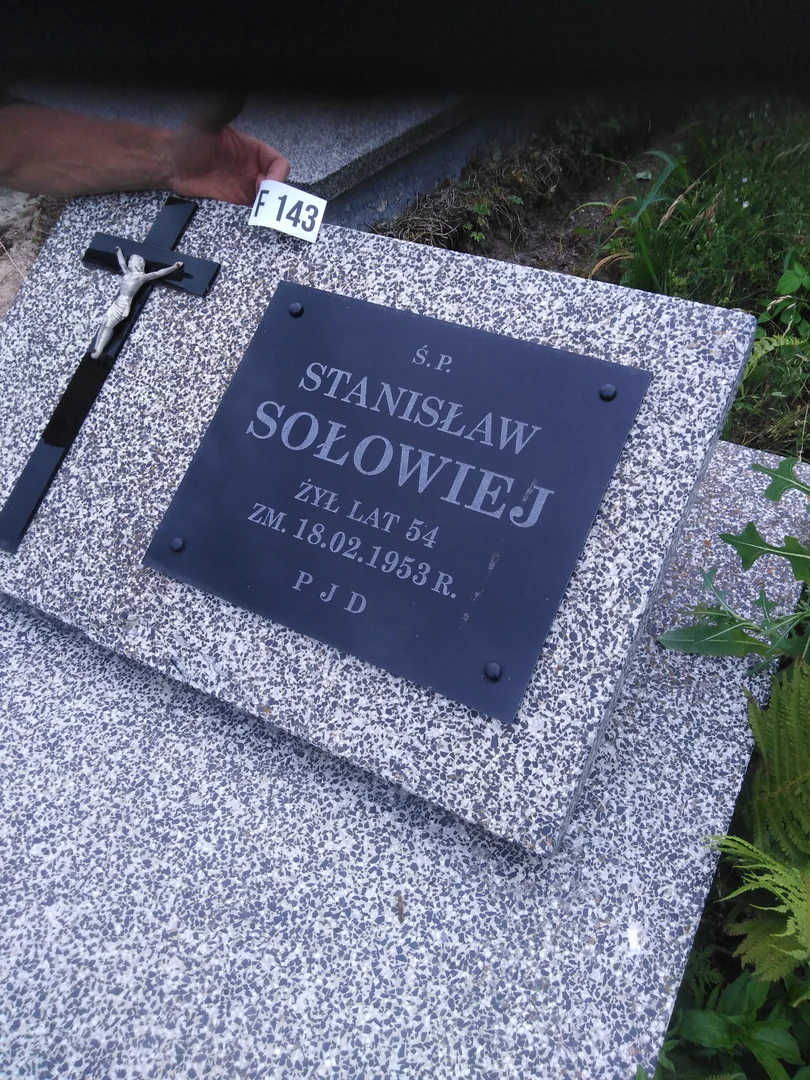 F 143
Ś.P.
STANISŁAW
SOŁOWIEJ
ŻYŁ LAT 54
ZM. 18.02.1953 R.
P J D